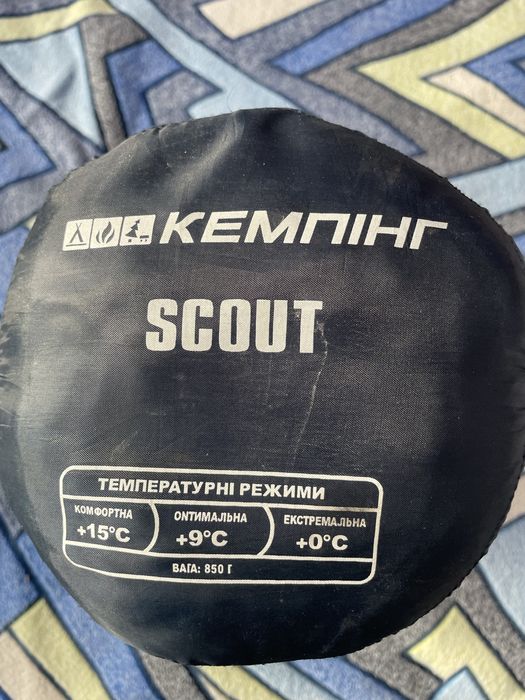 КЕМПІНГ
SCOUT
ТЕМПЕРАТУРНІ РЕЖИМИ
КОМФОРТНА ОПТИМАЛЬНА ЕКСТРЕМАЛЬНА
+15°C +9°C +0°C
ВАГА: 850 Г